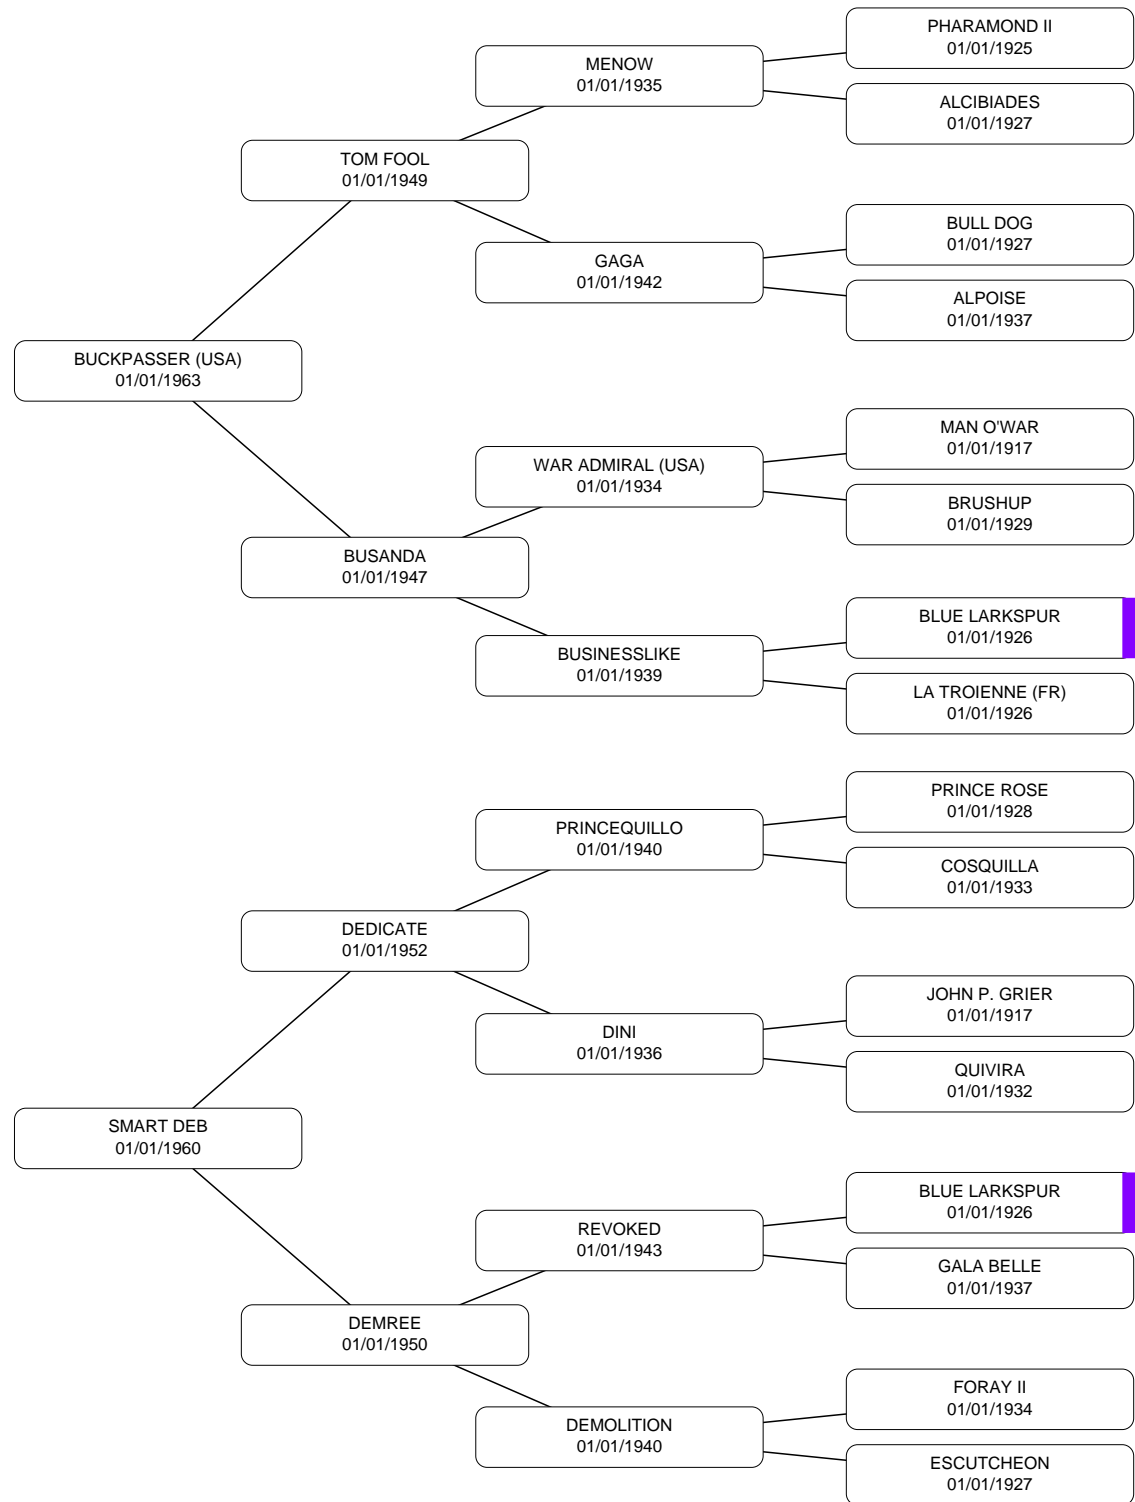 PHARAMOND II
01/01/1925
MENOW
01/01/1935
ALCIBIADES
01/01/1927
TOM FOOL
01/01/1949
BULL DOG
01/01/1927
GAGA
01/01/1942
ALPOISE
01/01/1937
BUCKPASSER (USA)
01/01/1963
MAN O'WAR
01/01/1917
WAR ADMIRAL (USA)
01/01/1934
BRUSHUP
01/01/1929
BUSANDA
01/01/1947
BLUE LARKSPUR
01/01/1926
BUSINESSLIKE
01/01/1939
LA TROIENNE (FR)
01/01/1926
PRINCE ROSE
01/01/1928
PRINCEQUILLO
01/01/1940
COSQUILLA
01/01/1933
DEDICATE
01/01/1952
JOHN P. GRIER
01/01/1917
DINI
01/01/1936
QUIVIRA
01/01/1932
SMART DEB
01/01/1960
BLUE LARKSPUR
01/01/1926
REVOKED
01/01/1943
GALA BELLE
01/01/1937
DEMREE
01/01/1950
FORAY II
01/01/1934
DEMOLITION
01/01/1940
ESCUTCHEON
01/01/1927